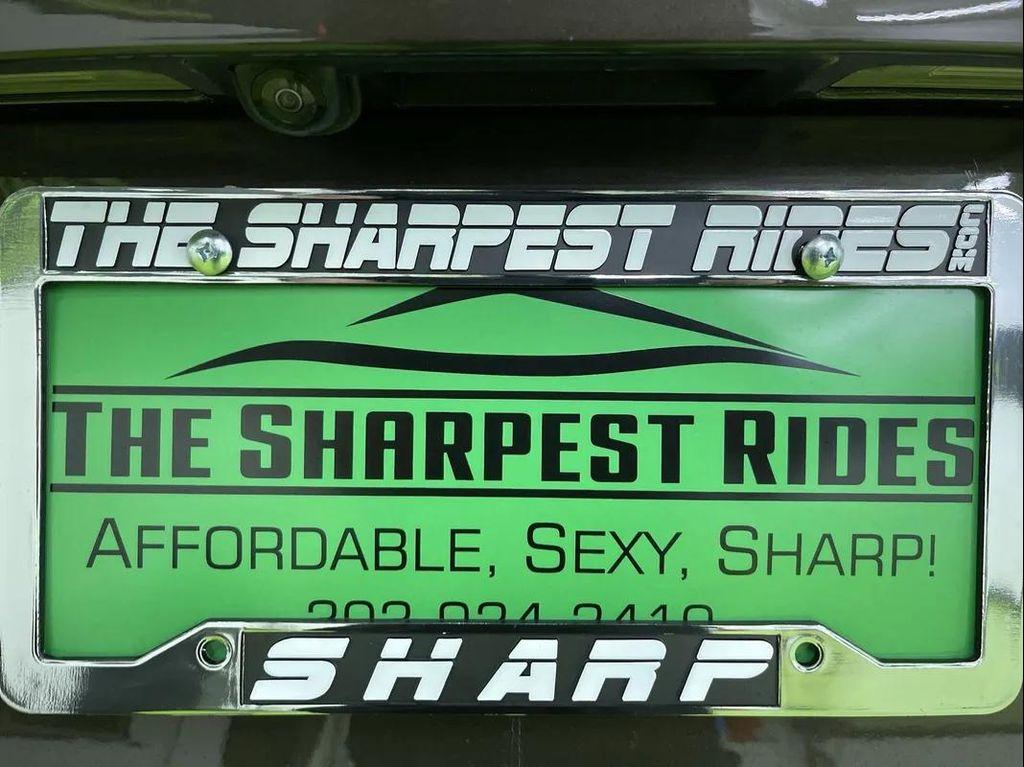 THE SHARPEST RIDES.COM
THE SHARPEST RIDES
AFFORDABLE, SEXY, SHARP!
SHARP